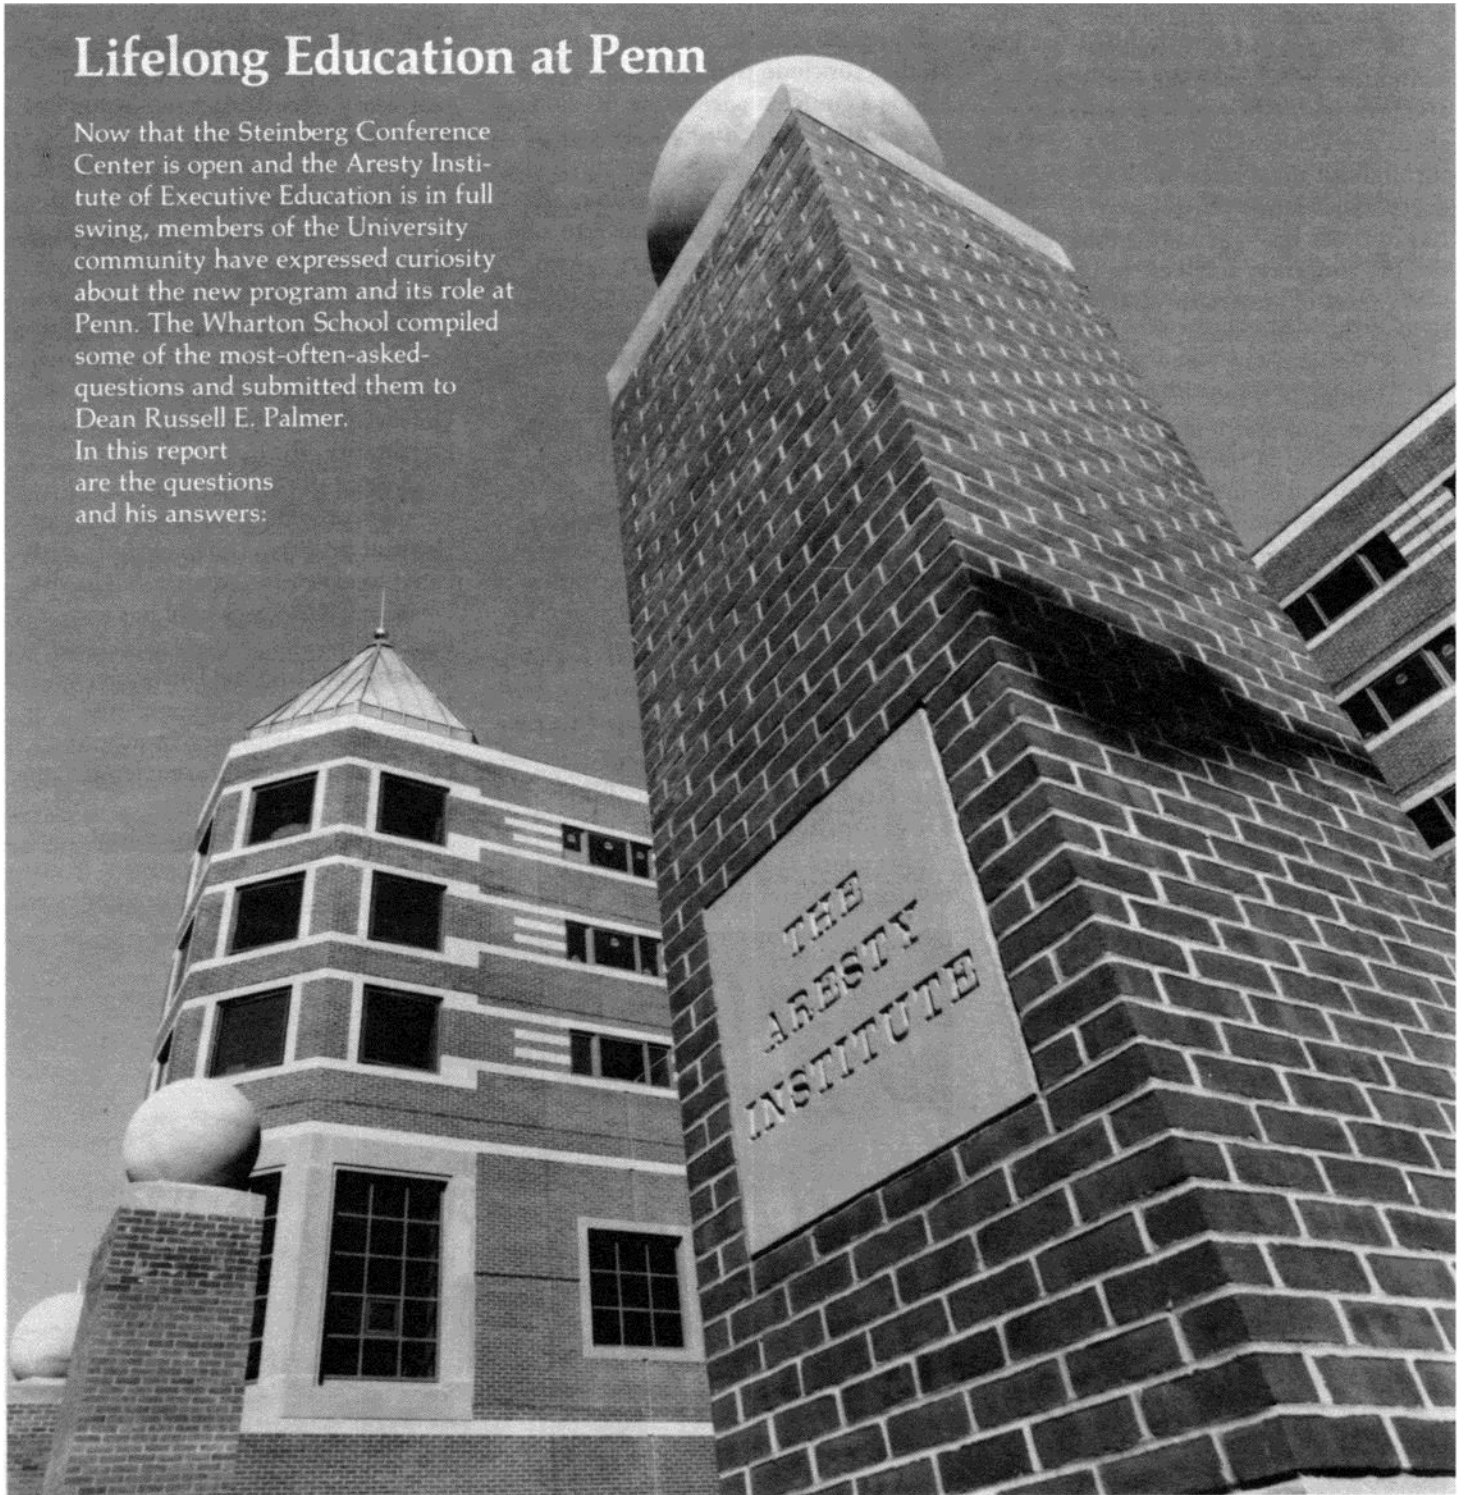 Lifelong Education at Penn
Now that the Steinberg Conference
Center is open and the Aresty Insti-
tute of Executive Education is in full
swing, members of the University
community have expressed curiosity
about the new program and its role at
Penn. The Wharton School compiled
some of the most-often-asked-
questions and submitted them to
Dean Russell E. Palmer.
In this report
are the questions
and his answers:
THE
ARESTY
INSTITUTE